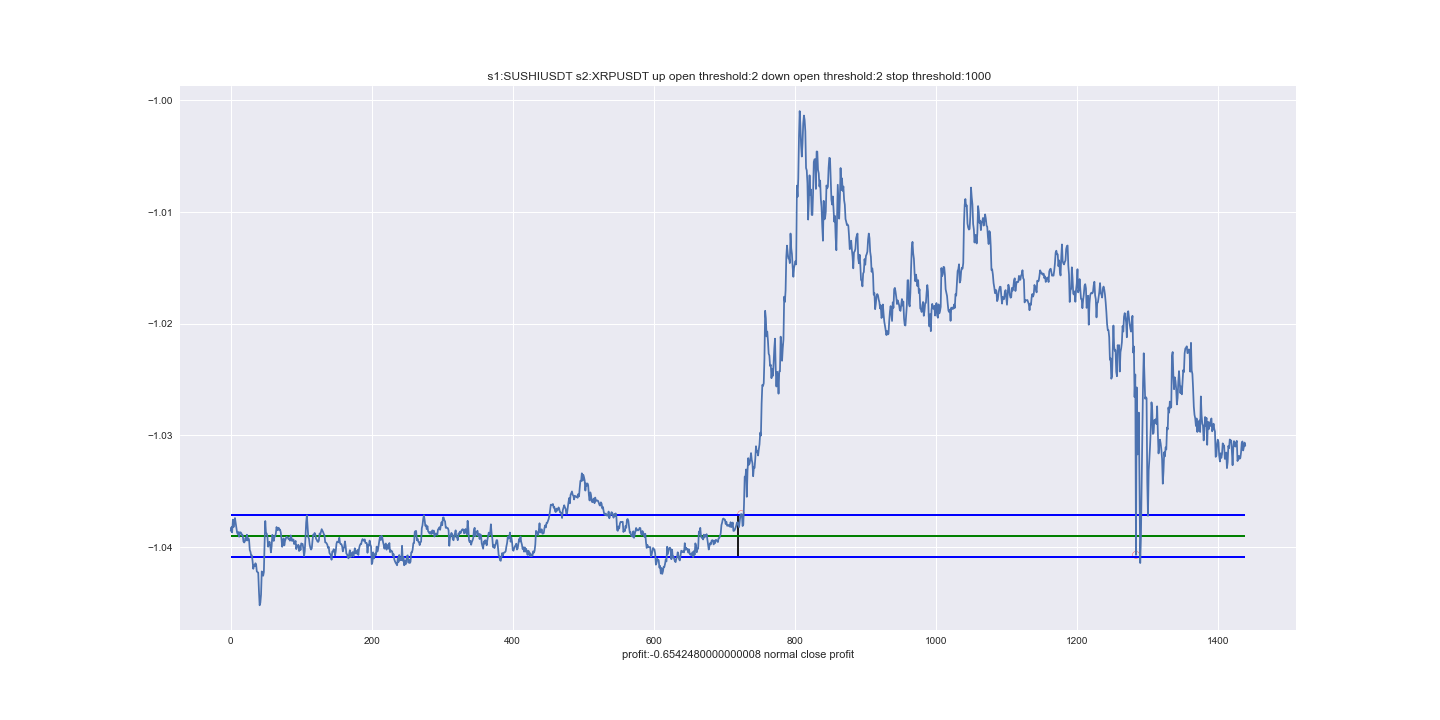 s1:SUSHIUSDT s2:XRPUSDT up open threshold:2 down open threshold:2 stop threshold:1000
−1.00
−1.01
−1.02
−1.03
−1.04
0 200 400 600 800 1000 1200 1400
profit:-0.6542480000000008 normal close profit